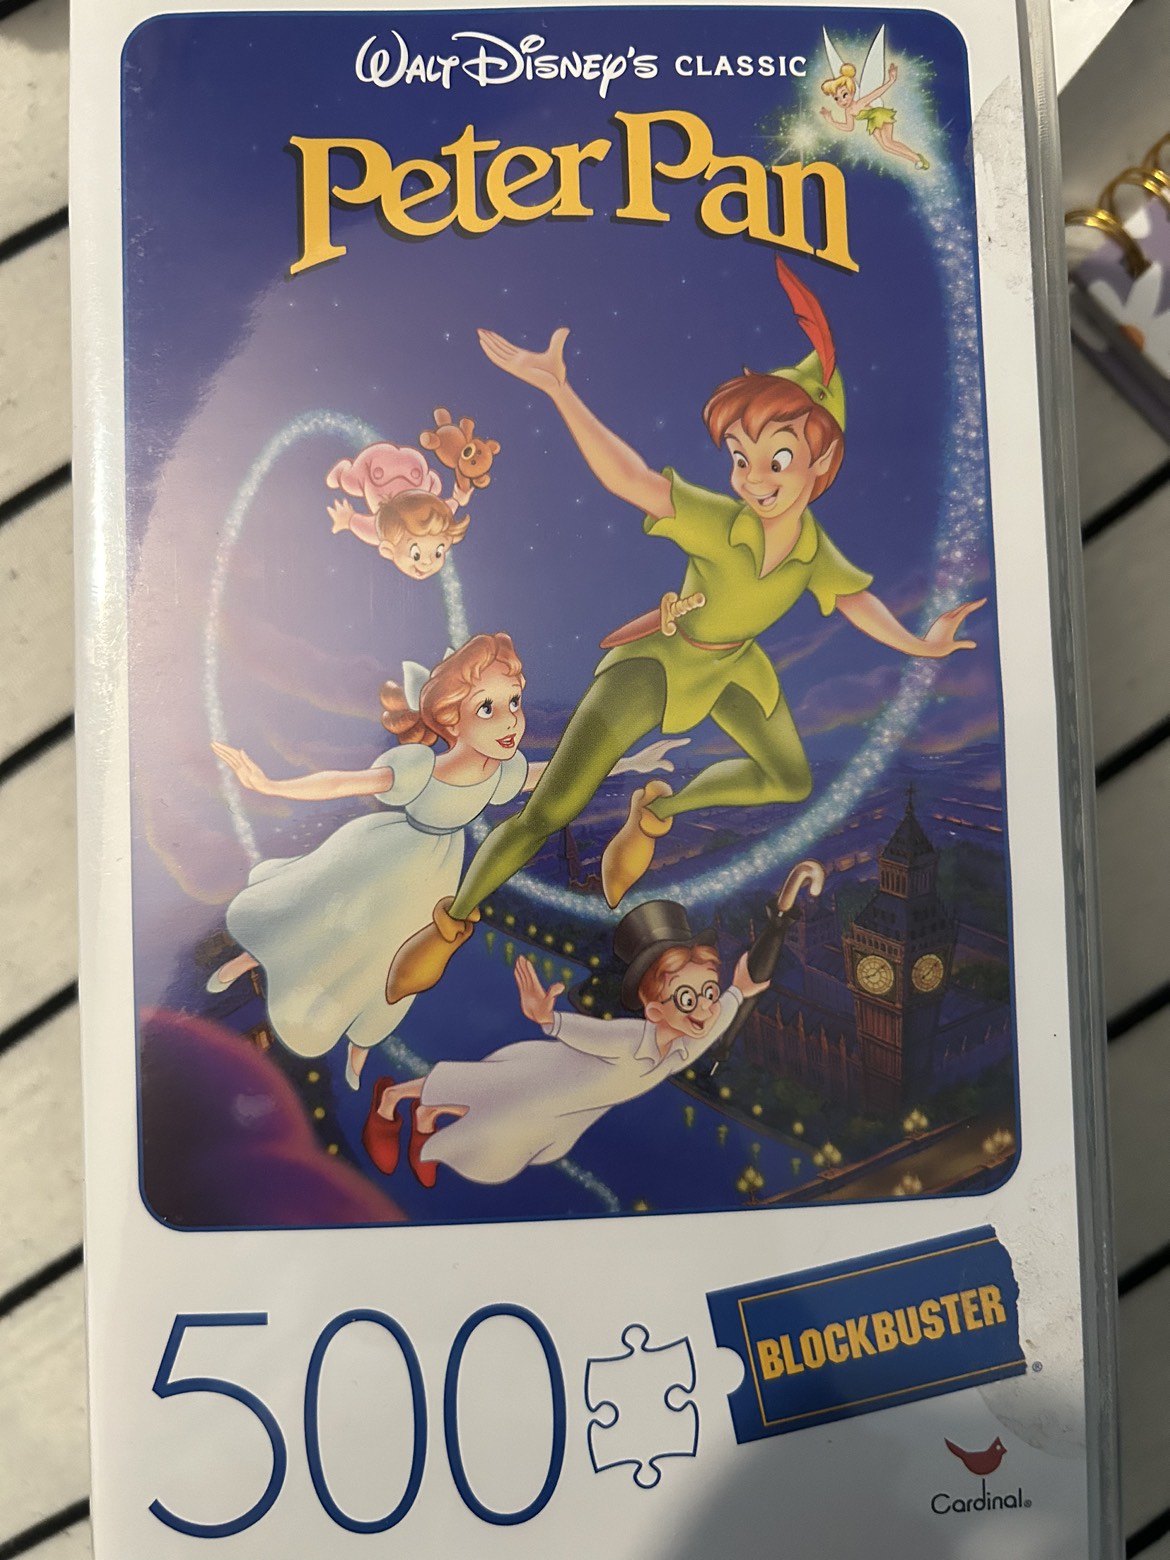 WALT DISNEY'S CLASSIC
Peter Pan
500
BLOCKBUSTER®
Cardinal®